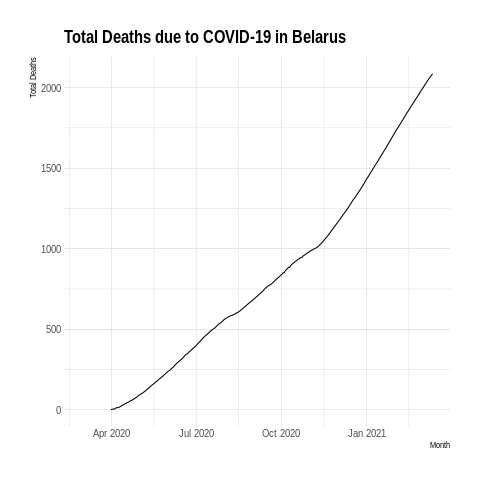 Total Deaths due to COVID-19 in Belarus
Total Deaths
2000
1500
1000
500
0
Apr 2020 Jul 2020 Oct 2020 Jan 2021
Month